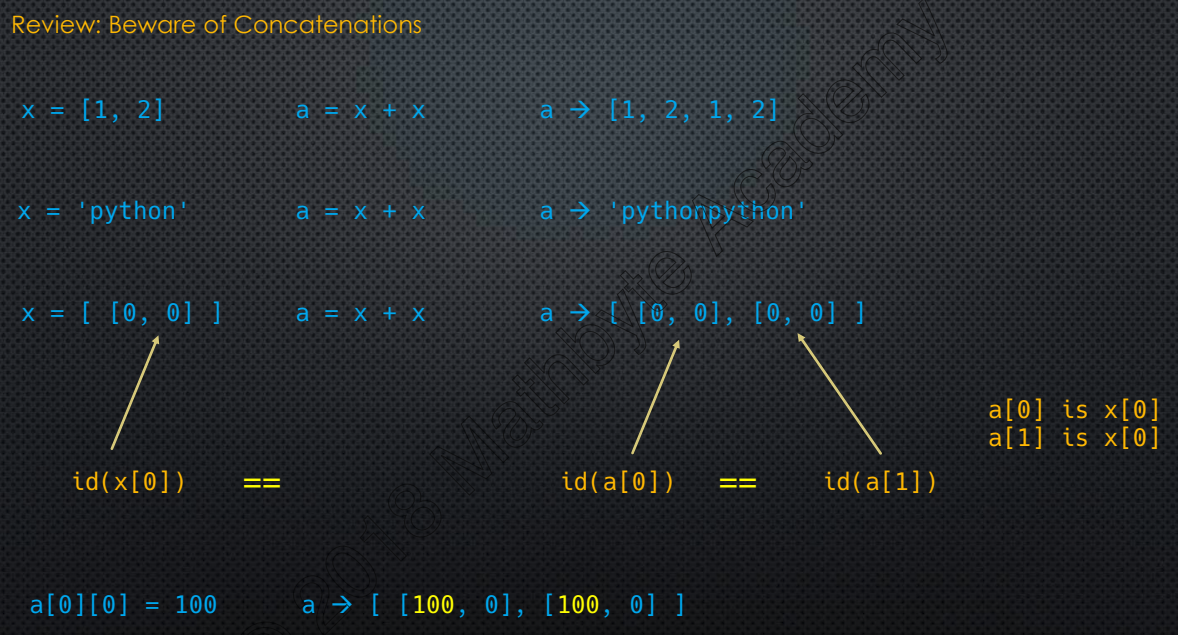 Review: Beware of Concatenations
x = [1, 2] a = x + x a → [1, 2, 1, 2]
x = 'python' a = x + x a → 'pythonpython'
x = [ [0, 0] ] a = x + x a → [ [0, 0], [0, 0] ]
a[0] is x[0]
a[1] is x[0]
id(x[0]) == id(a[0]) == id(a[1])
a[0][0] = 100 a → [ [100, 0], [100, 0] ]
MathByte Academy